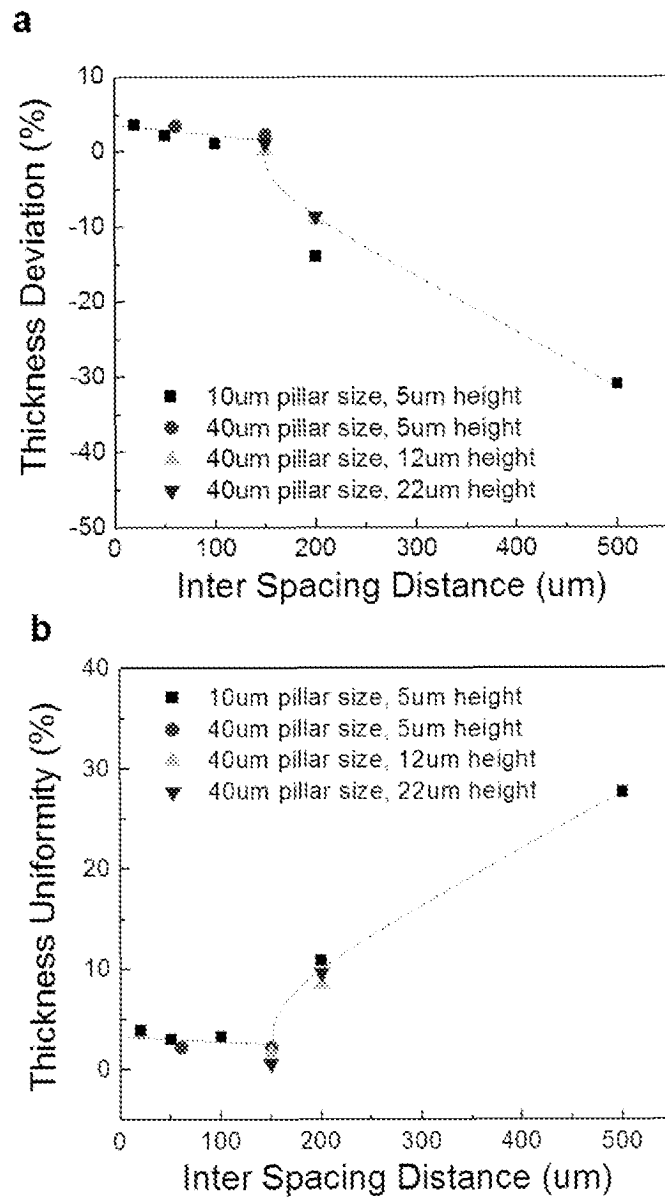 a
Thickness Deviation (%)
10
0
-10
-20
-30
-40
-50
10um pillar size, 5um height
40um pillar size, 5um height
40um pillar size, 12um height
40um pillar size, 22um height
0 100 200 300 400 500
Inter Spacing Distance (um)
b
Thickness Uniformity (%)
40
30
20
10
0
10um pillar size, 5um height
40um pillar size, 5um height
40um pillar size, 12um height
40um pillar size, 22um height
0 100 200 300 400 500
Inter Spacing Distance (um)